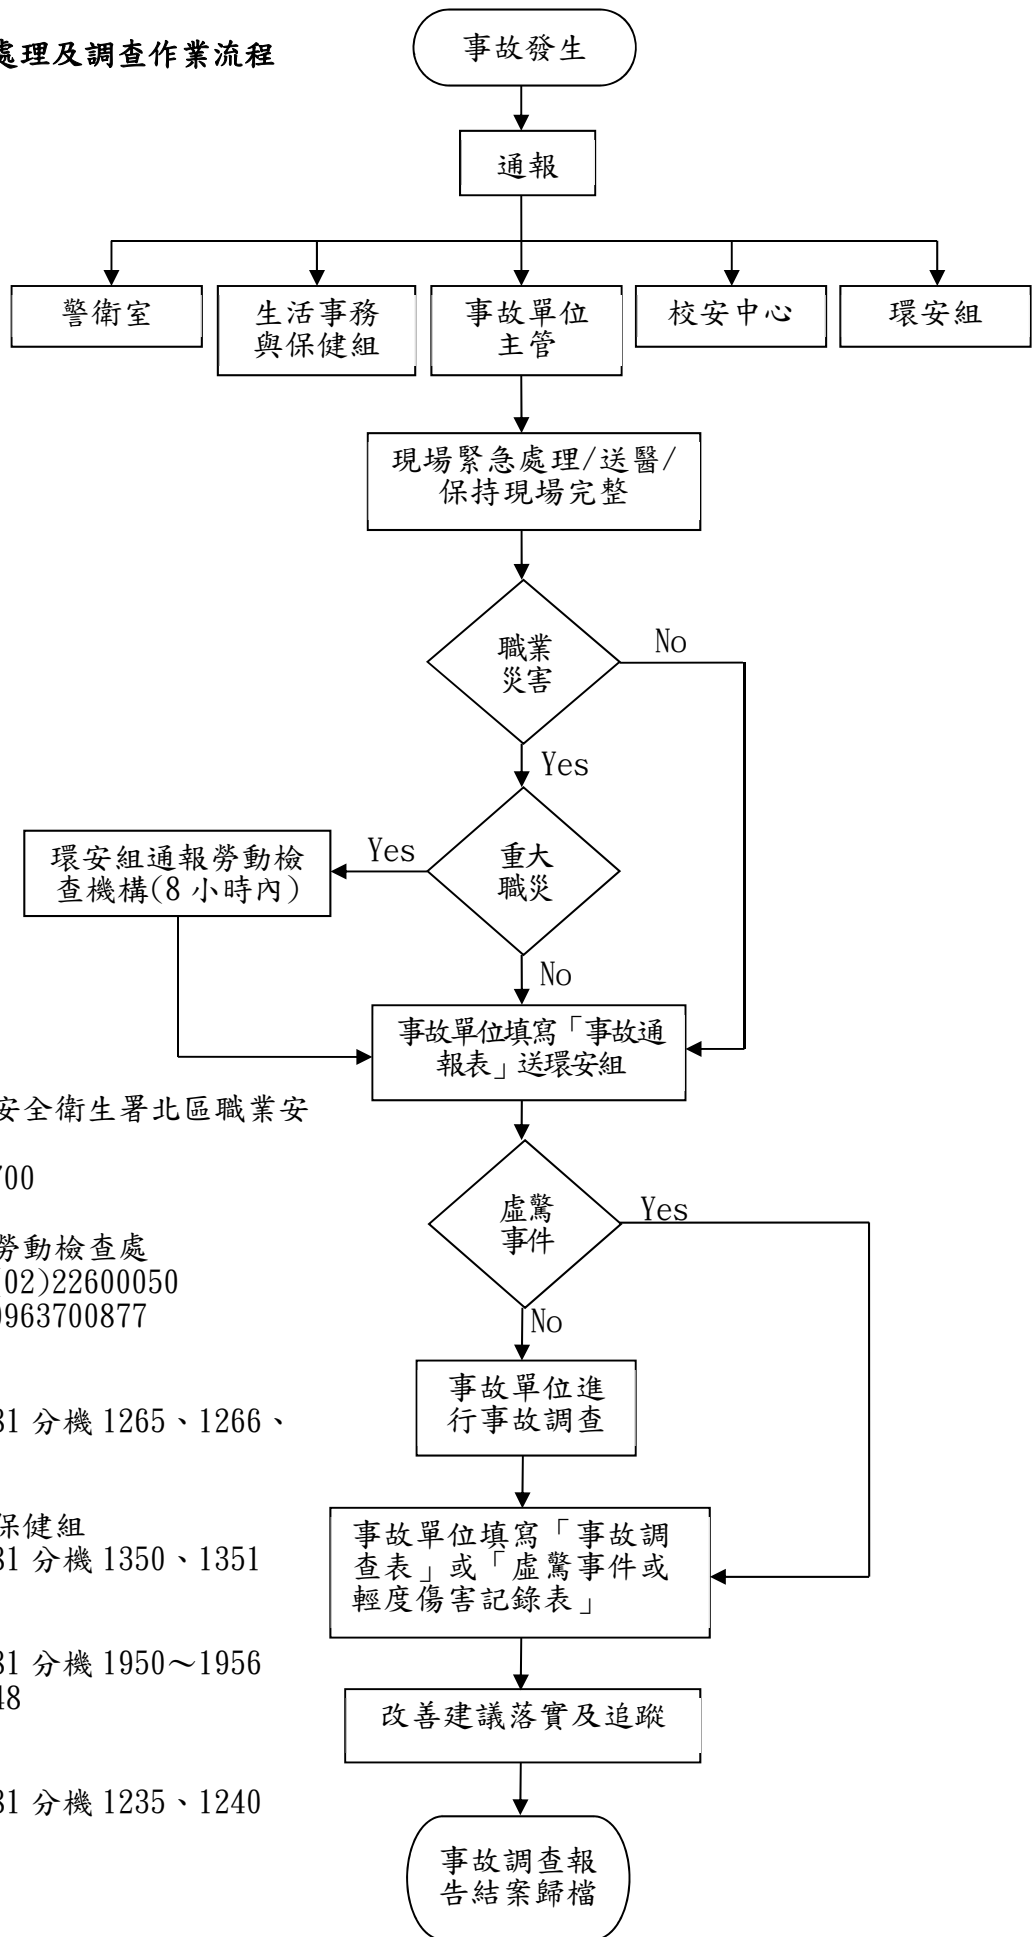 處理及調查作業流程
事故發生
通報
警衛室
生活事務
與保健組
事故單位
主管
校安中心
環安組
現場緊急處理/送醫/
保持現場完整
職業
災害
No
Yes
重大
職災
Yes
環安組通報勞動檢
查機構(8 小時內)
No
事故單位填寫「事故通
報表」送環安組
安全衛生署北區職業安
700
勞動檢查處
(02)22600050
0963700877
虛驚
事件
Yes
No
事故單位進
行事故調查
31 分機 1265、1266、
保健組
31 分機 1350、1351
事故單位填寫「事故調
查表」或「虛驚事件或
輕度傷害記錄表」
31 分機 1950～1956
48
改善建議落實及追蹤
31 分機 1235、1240
事故調查報
告結案歸檔